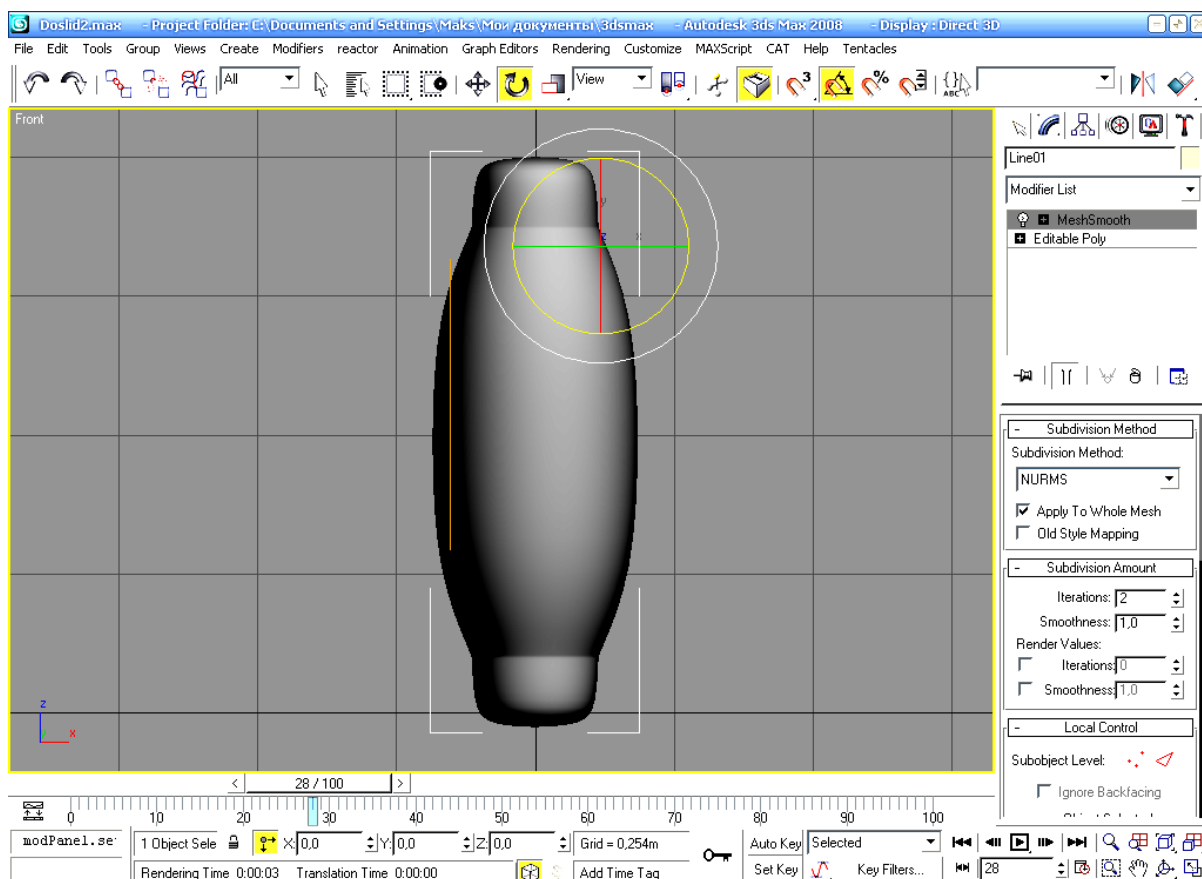 Doslid2.max - Project Folder: C:\Documents and Settings\Maks\Мои документы\3dsmax - Autodesk 3ds Max 2008 - Display : Direct 3D
File Edit Tools Group Views Create Modifiers reactor Animation Graph Editors Rendering Customize MAXScript CAT Help Tentacles
All View 3 % {} ABC
Front
Line01
Modifier List
MeshSmooth
Editable Poly
y
z x
- Subdivision Method
Subdivision Method:
NURMS
Apply To Whole Mesh
Old Style Mapping
- Subdivision Amount
Iterations: 2
Smoothness: 1,0
Render Values:
Iterations: 0
Smoothness: 1,0
- Local Control
Subobject Level:
Ignore Backfacing
z
y x
< 28 / 100 >
0 10 20 30 40 50 60 70 80 90 100
modPanel.se
1 Object Sele X: 0,0 Y: 0,0 Z: 0,0 Grid = 0,254m
Auto Key Selected
Rendering Time 0:00:03 Translation Time 0:00:00 Add Time Tag
Set Key Key Filters... 28